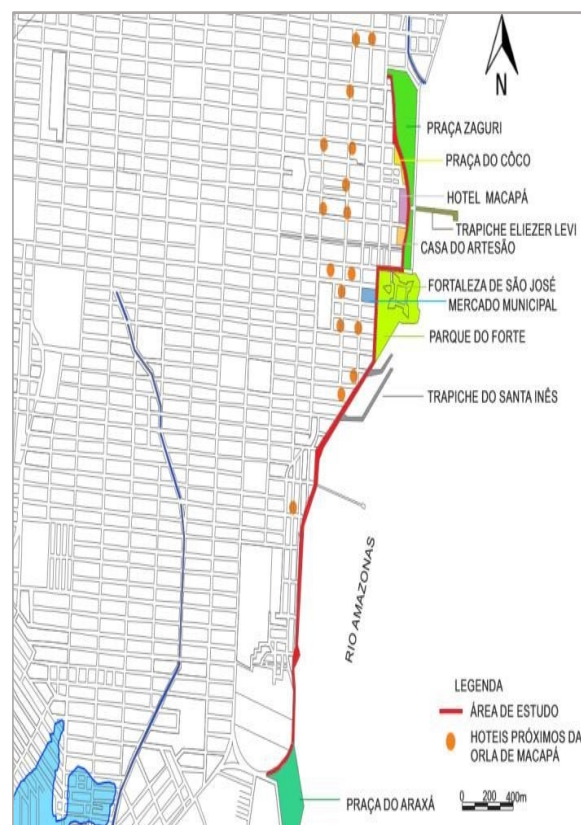 N
PRAÇA ZAGURI
PRAÇA DO CÔCO
HOTEL MACAPÁ
TRAPICHE ELIEZER LEVI
CASA DO ARTESÃO
FORTALEZA DE SÃO JOSÉ
MERCADO MUNICIPAL
PARQUE DO FORTE
TRAPICHE DO SANTA INÊS
RIO AMAZONAS
LEGENDA
ÁREA DE ESTUDO
HOTEIS PRÓXIMOS DA
ORLA DE MACAPÁ
PRAÇA DO ARAXÁ
0 200 400m